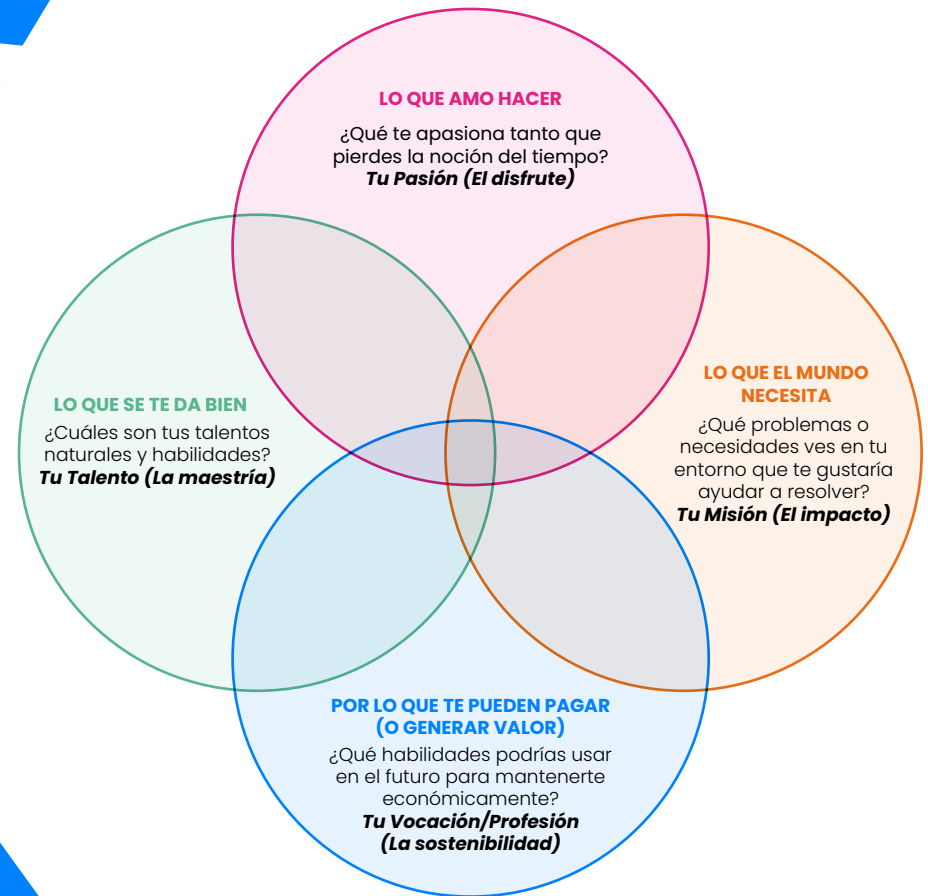 LO QUE AMO HACER
¿Qué te apasiona tanto que
pierdes la noción del tiempo?
Tu Pasión (El disfrute)
LO QUE SE TE DA BIEN
¿Cuáles son tus talentos
naturales y habilidades?
Tu Talento (La maestría)
LO QUE EL MUNDO
NECESITA
¿Qué problemas o
necesidades ves en tu
entorno que te gustaría
ayudar a resolver?
Tu Misión (El impacto)
POR LO QUE TE PUEDEN PAGAR
(O GENERAR VALOR)
¿Qué habilidades podrías usar
en el futuro para mantenerte
económicamente?
Tu Vocación/Profesión
(La sostenibilidad)